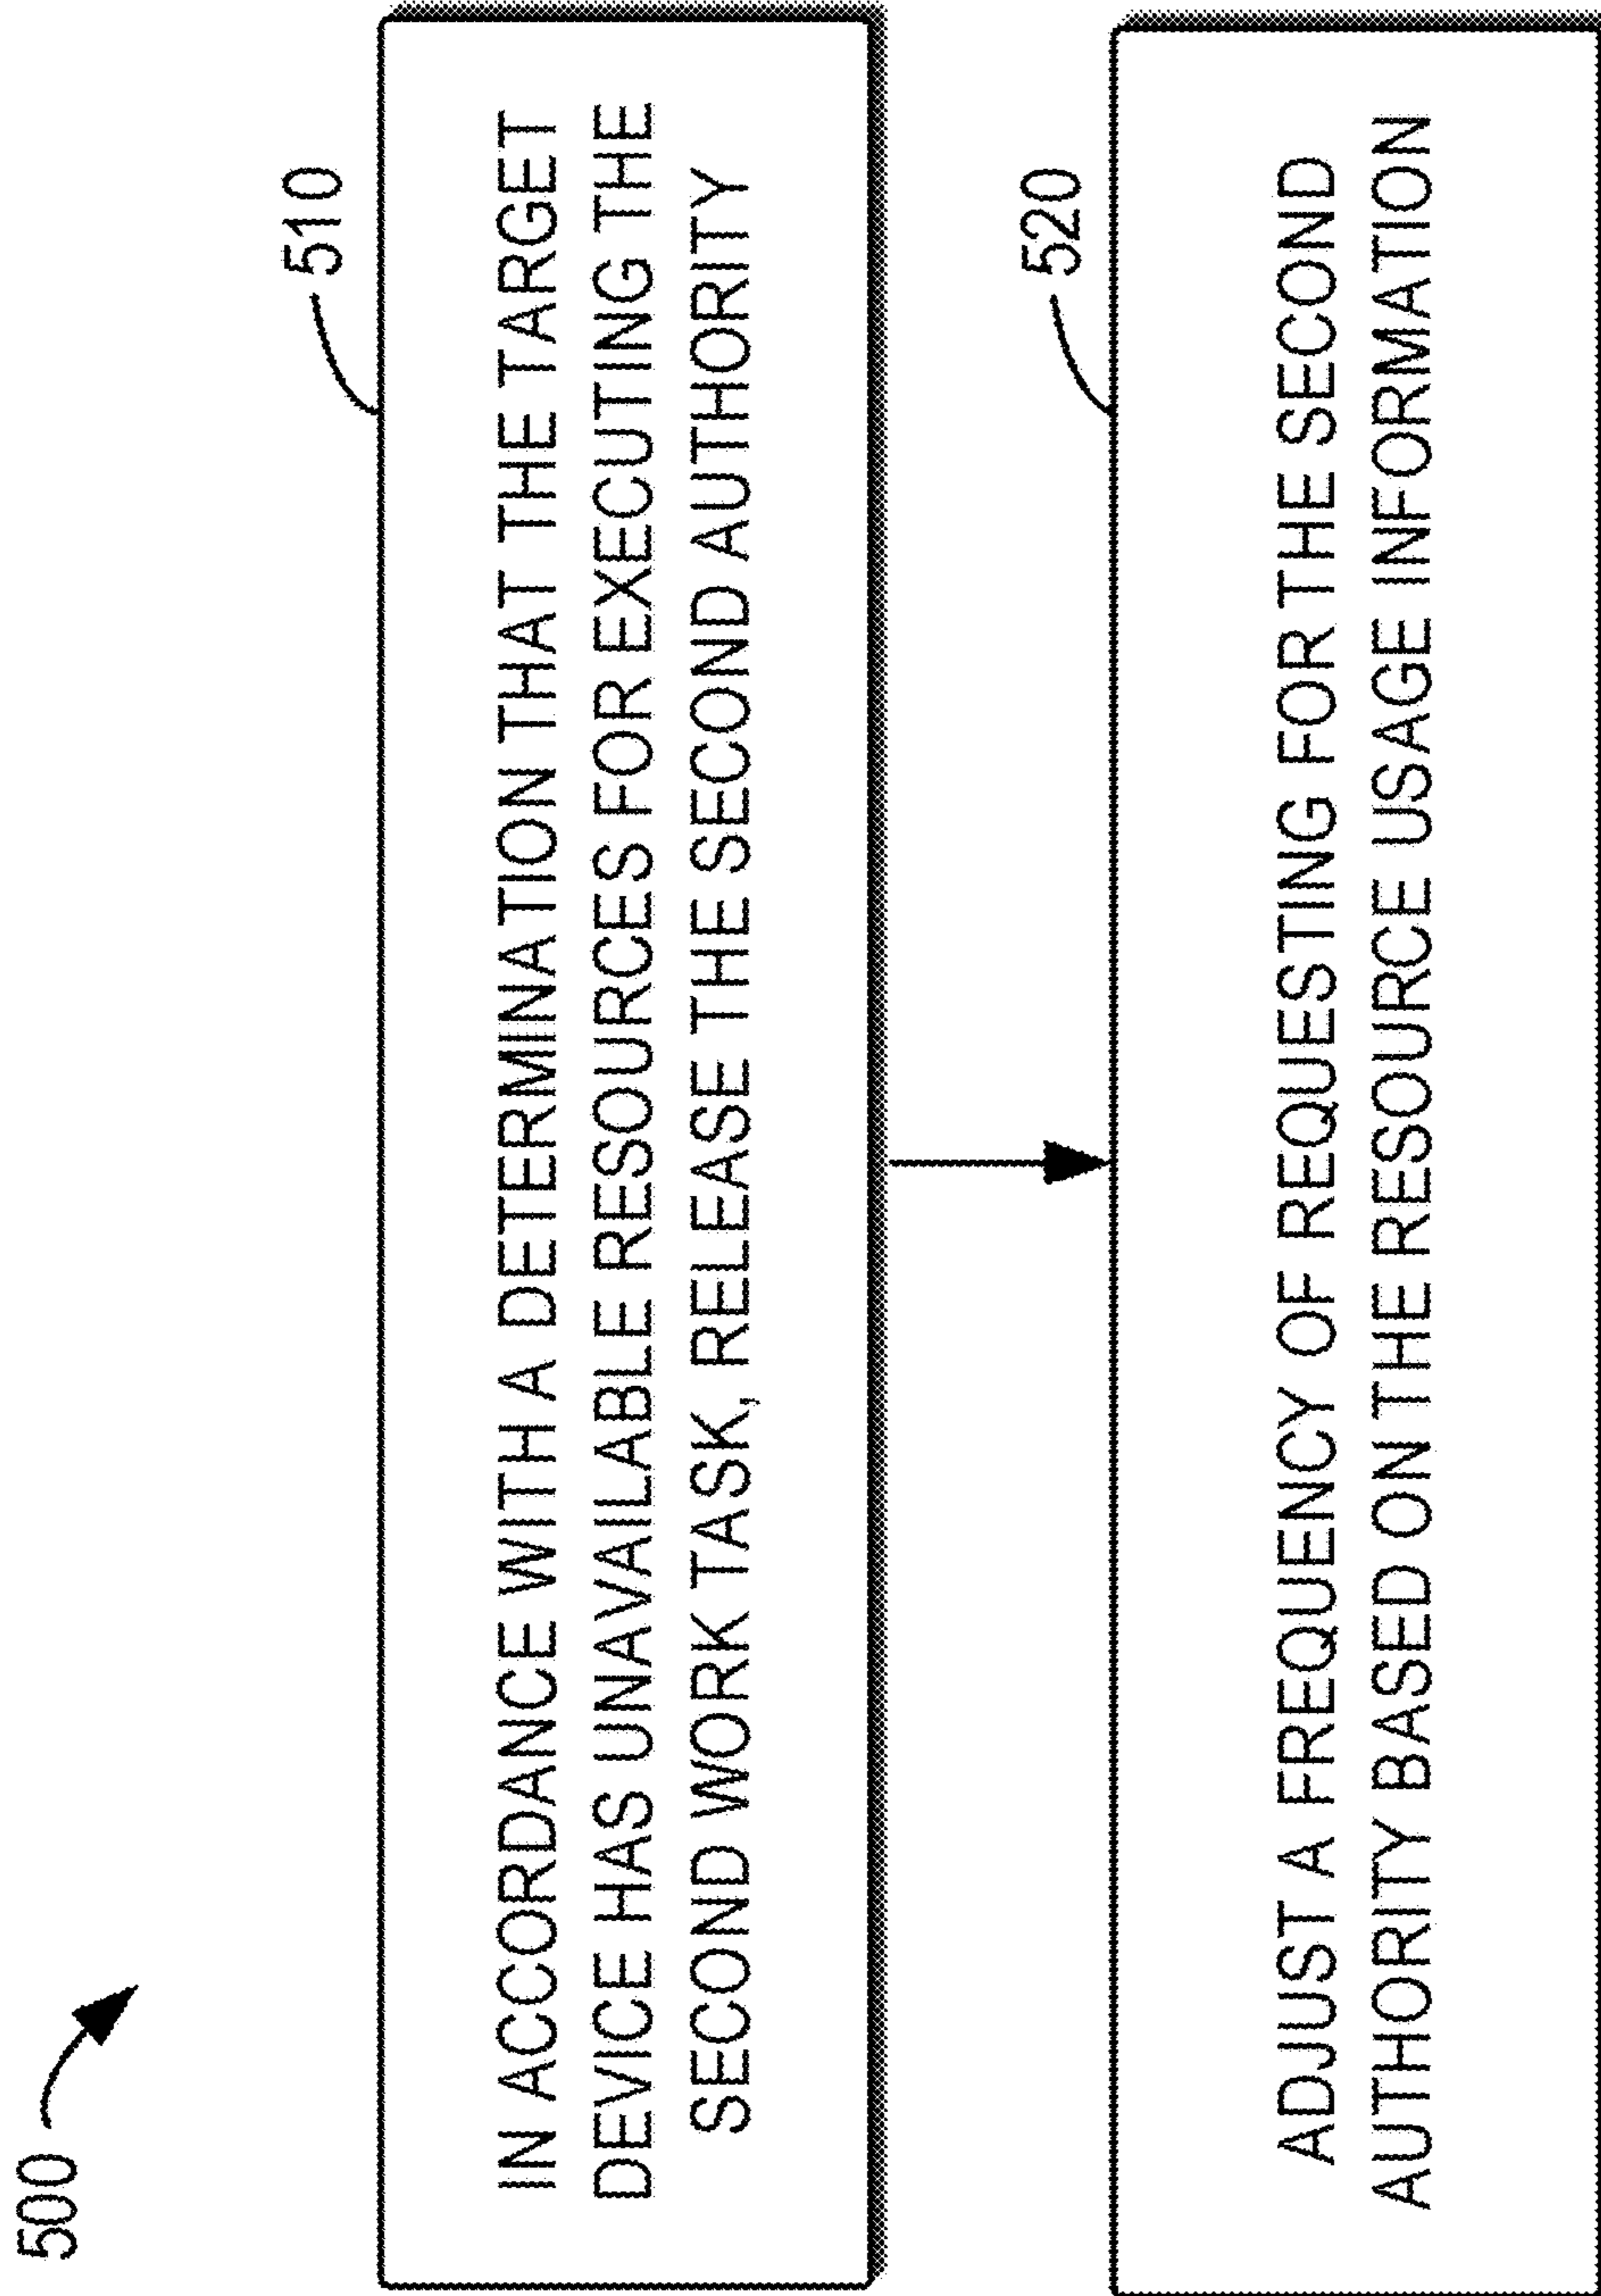 500
510
IN ACCORDANCE WITH A DETERMINATION THAT THE TARGET
DEVICE HAS UNAVAILABLE RESOURCES FOR EXECUTING THE
SECOND WORK TASK, RELEASE THE SECOND AUTHORITY
520
ADJUST A FREQUENCY OF REQUESTING FOR THE SECOND
AUTHORITY BASED ON THE RESOURCE USAGE INFORMATION